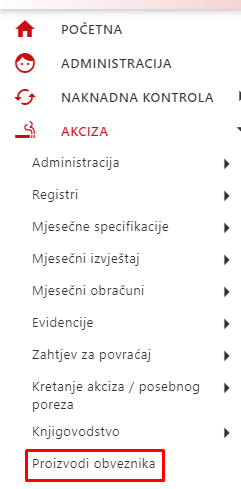 POČETNA
ADMINISTRACIJA
NAKNADNA KONTROLA
AKCIZA
Administracija
Registri
Mjesečne specifikacije
Mjesečni izvještaj
Mjesečni obračuni
Evidencije
Zahtjev za povraćaj
Kretanje akciza / posebnog
poreza
Knjigovodstvo
Proizvodi obveznika